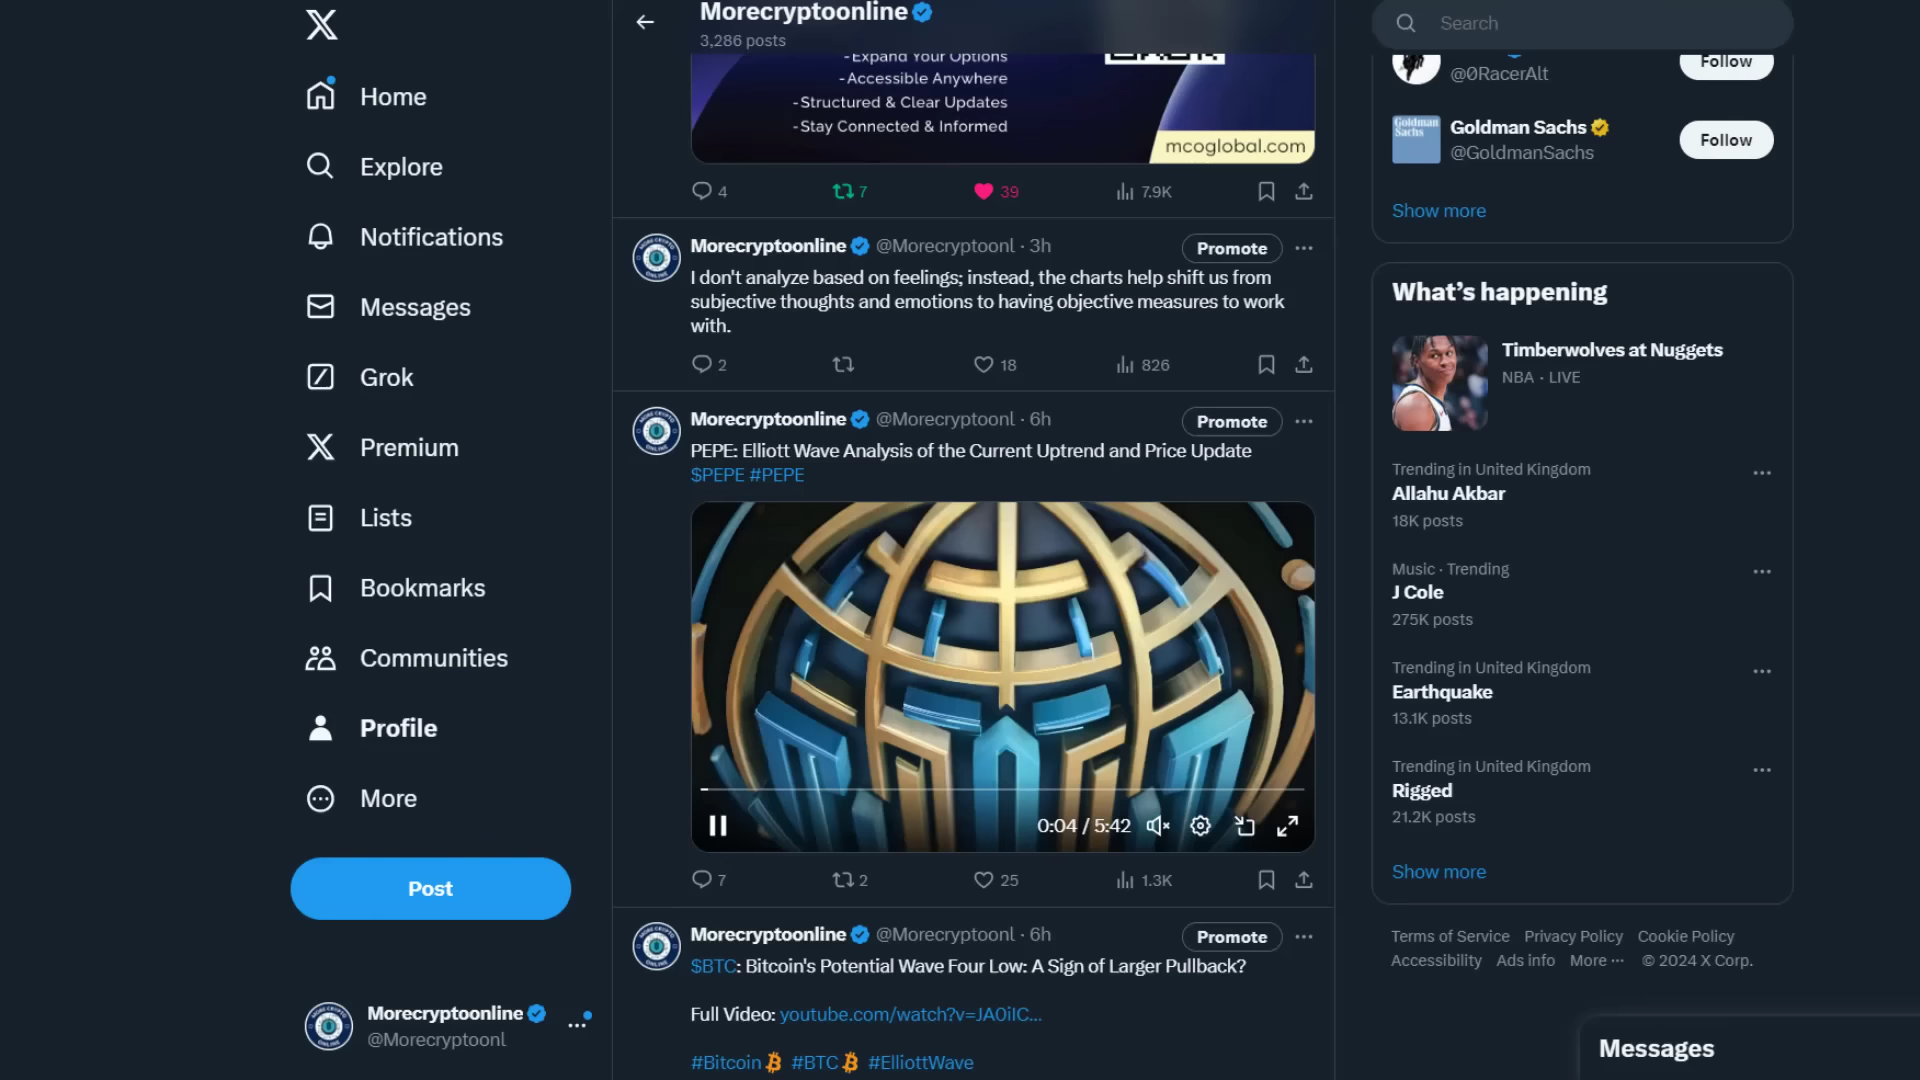 Home
Explore
Notifications
Messages
Grok
Premium
Lists
Bookmarks
Communities
Profile
More
Post
Morecryptoonline
@Morecryptoonl
Morecryptoonline
3,286 posts
-Expand Your Options
-Accessible Anywhere
-Structured & Clear Updates
-Stay Connected & Informed
mcoglobal.com
4
7
39
7.9K
Morecryptoonline @Morecryptoonl · 3h
Promote
I don't analyze based on feelings; instead, the charts help shift us from
subjective thoughts and emotions to having objective measures to work
with.
2
18
826
Morecryptoonline @Morecryptoonl · 6h
Promote
PEPE: Elliott Wave Analysis of the Current Uptrend and Price Update
$PEPE #PEPE
0:04 / 5:42
7
2
25
1.3K
Morecryptoonline @Morecryptoonl · 6h
Promote
$BTC: Bitcoin's Potential Wave Four Low: A Sign of Larger Pullback?
Full Video: youtube.com/watch?v=JA0iIC...
#Bitcoin #BTC #ElliottWave
Search
@0RacerAlt
Follow
Goldman Sachs
Goldman Sachs
@GoldmanSachs
Follow
Show more
What's happening
Timberwolves at Nuggets
NBA · LIVE
Trending in United Kingdom
Allahu Akbar
18K posts
Music · Trending
J Cole
275K posts
Trending in United Kingdom
Earthquake
13.1K posts
Trending in United Kingdom
Rigged
21.2K posts
Show more
Terms of Service Privacy Policy Cookie Policy
Accessibility Ads info More ··· © 2024 X Corp.
Messages